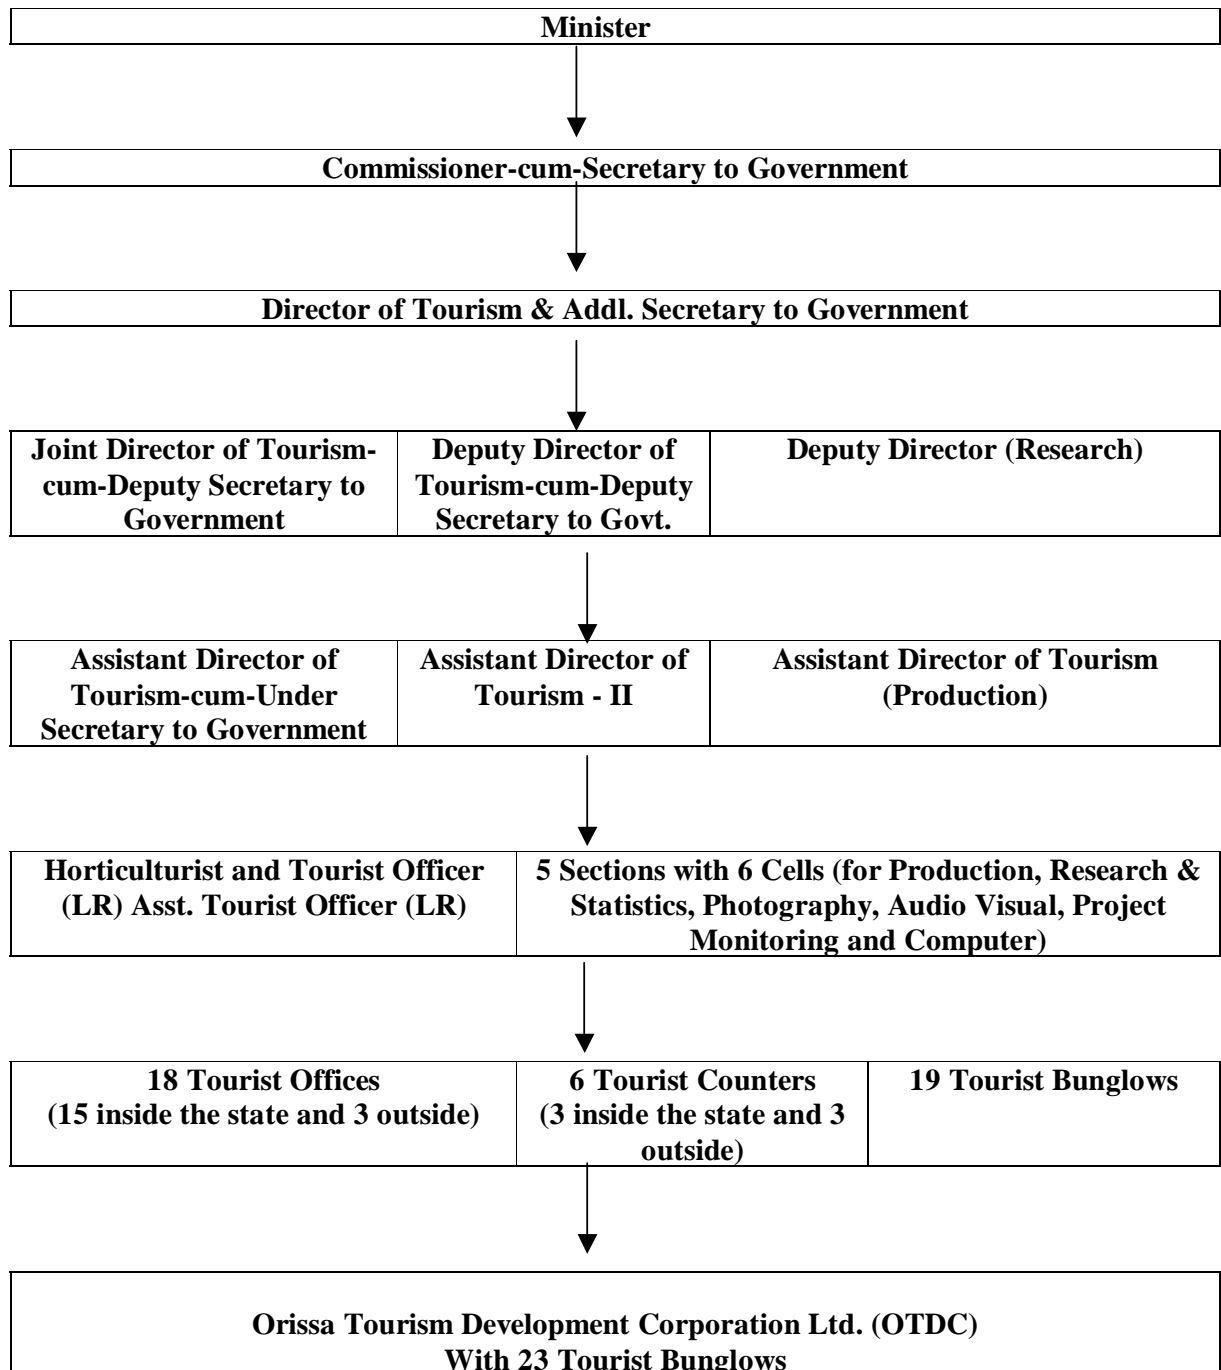 Minister
Commissioner-cum-Secretary to Government
Director of Tourism & Addl. Secretary to Government
Joint Director of Tourism-
cum-Deputy Secretary to
Government
Deputy Director of
Tourism-cum-Deputy
Secretary to Govt.
Deputy Director (Research)
Assistant Director of
Tourism-cum-Under
Secretary to Government
Assistant Director of
Tourism - II
Assistant Director of Tourism
(Production)
Horticulturist and Tourist Officer
(LR) Asst. Tourist Officer (LR)
5 Sections with 6 Cells (for Production, Research &
Statistics, Photography, Audio Visual, Project
Monitoring and Computer)
18 Tourist Offices
(15 inside the state and 3 outside)
6 Tourist Counters
(3 inside the state and 3
outside)
19 Tourist Bunglows
Orissa Tourism Development Corporation Ltd. (OTDC)
With 23 Tourist Bunglows